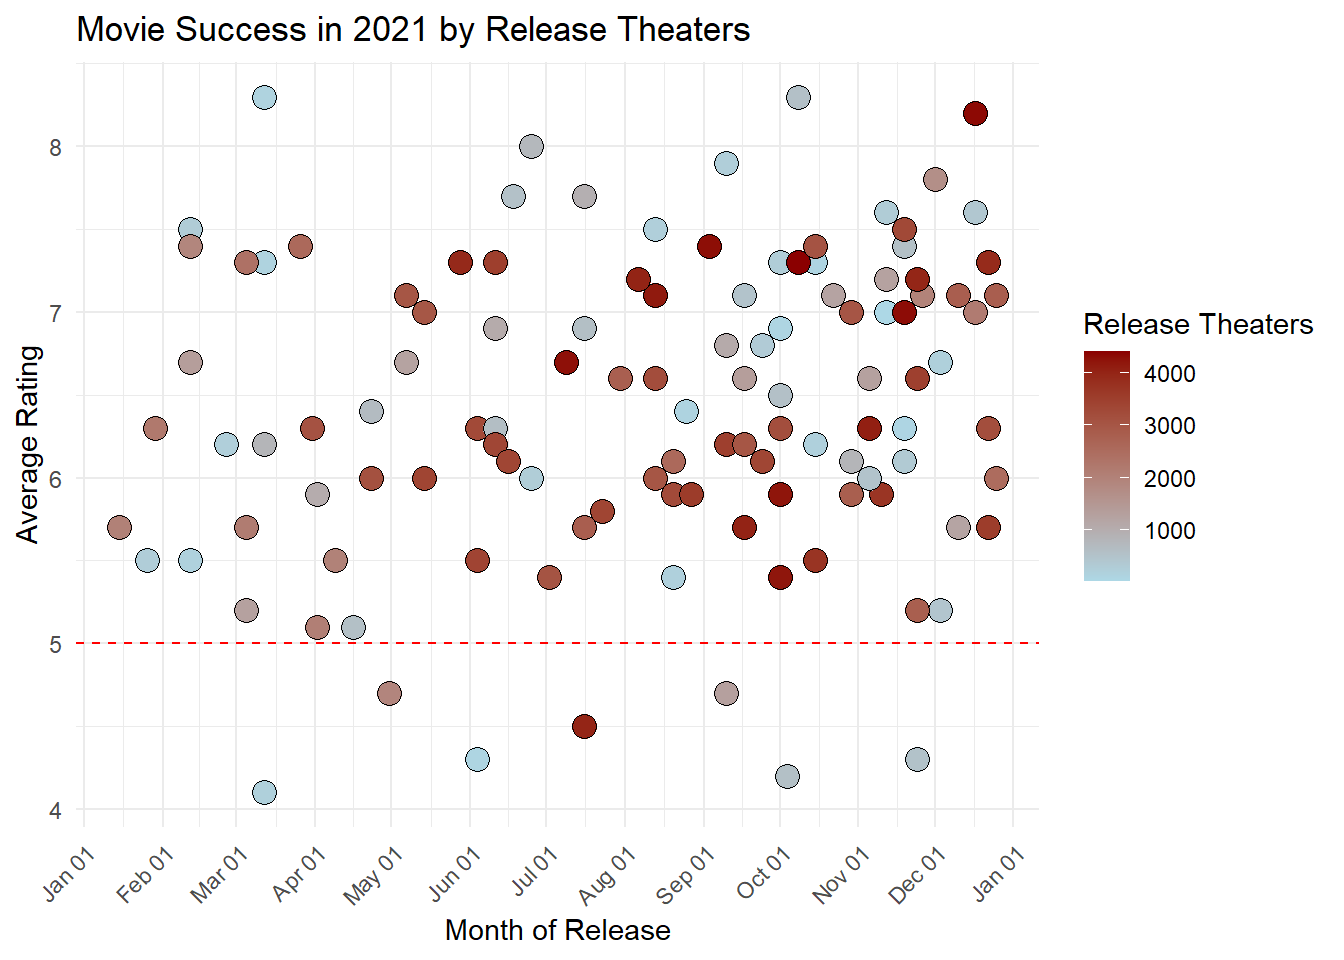 Movie Success in 2021 by Release Theaters
Average Rating
8
7
6
5
4
Jan 01
Feb 01
Mar 01
Apr 01
May 01
Jun 01
Jul 01
Aug 01
Sep 01
Oct 01
Nov 01
Dec 01
Jan 01
Month of Release
Release Theaters
4000
3000
2000
1000